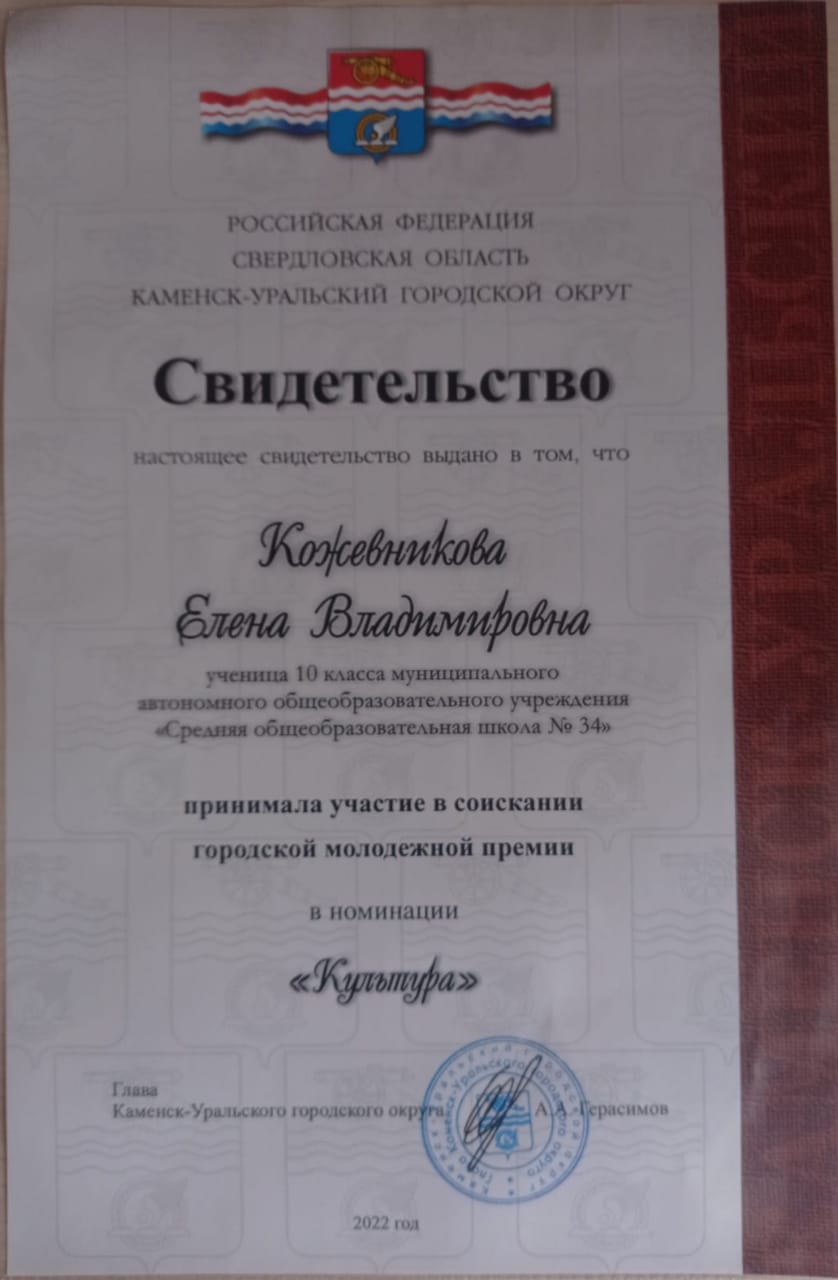 РОССИЙСКАЯ ФЕДЕРАЦИЯ
СВЕРДЛОВСКАЯ ОБЛАСТЬ
КАМЕНСК-УРАЛЬСКИЙ ГОРОДСКОЙ ОКРУГ
Свидетельство
настоящее свидетельство выдано в том, что
Кожевникова
Елена Владимировна
ученица 10 класса муниципального
автономного общеобразовательного учреждения
«Средняя общеобразовательная школа № 34»
принимала участие в соискании
городской молодежной премии
в номинации
«Культура»
Глава
Каменск-Уральского городского округа
А.А. Герасимов
2022 год